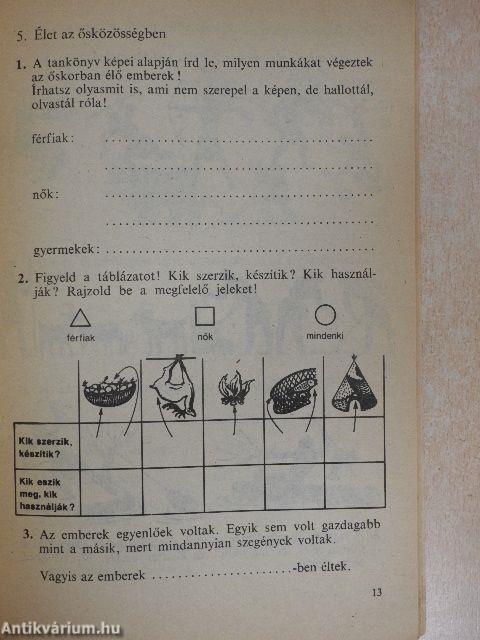 5. Élet az ősközösségben
1. A tankönyv képei alapján írd le, milyen munkákat végeztek
az őskorban élő emberek!
Írhatsz olyasmit is, ami nem szerepel a képen, de hallottál,
olvastál róla!
férfiak: ........................................
........................................
nők: ........................................
........................................
gyermekek: ........................................
2. Figyeld a táblázatot! Kik szerzik, készítik? Kik használ-
ják? Rajzold be a megfelelő jeleket!
férfiak nők mindenki
Kik szerzik,
készítik?
Kik eszik
meg, kik
használják?
3. Az emberek egyenlőek voltak. Egyik sem volt gazdagabb
mint a másik, mert mindannyian szegények voltak.
Vagyis az emberek ......................-ben éltek.
13
Antikvárium.hu